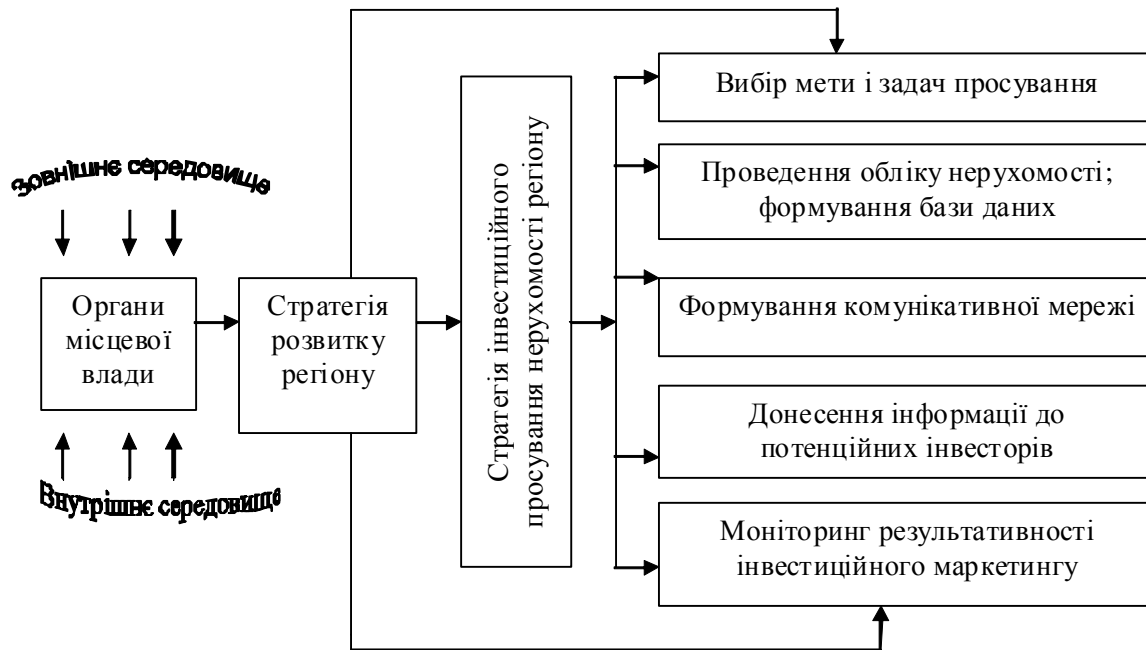 Зовнішнє середовище
Органи
місцевої
влади
Внутрішнє середовище
Стратегія
розвитку
регіону
Стратегія інвестиційного
просування нерухомості регіону
Вибір мети і задач просування
Проведення обліку нерухомості;
формування бази даних
Формування комунікативної мережі
Донесення інформації до
потенційних інвесторів
Моніторинг результативності
інвестиційного маркетингу